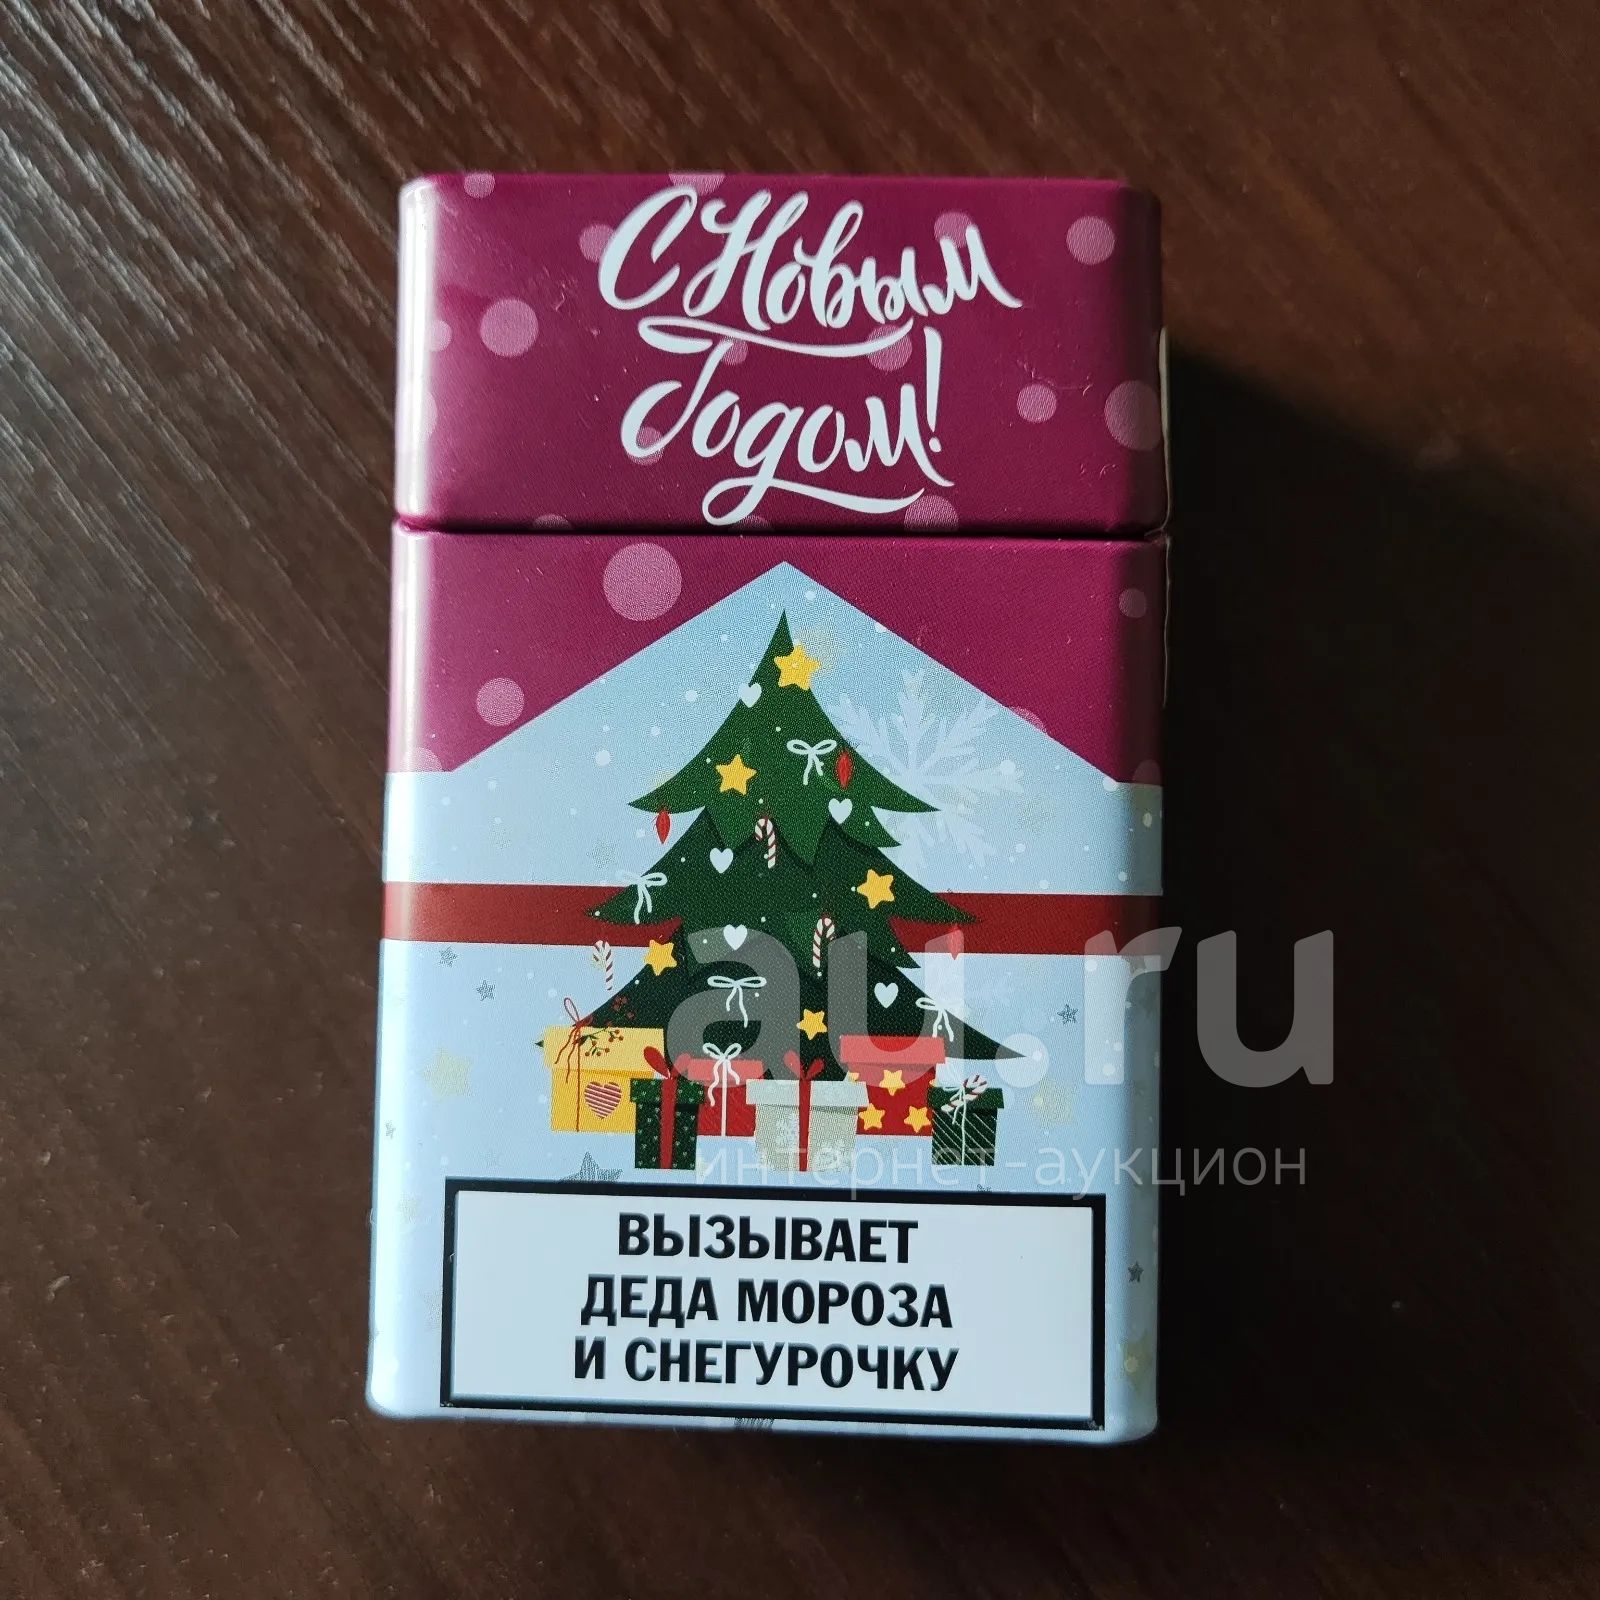 С Новым
Годом!
au.ru
интернет-аукцион
ВЫЗЫВАЕТ
ДЕДА МОРОЗА
И СНЕГУРОЧКУ